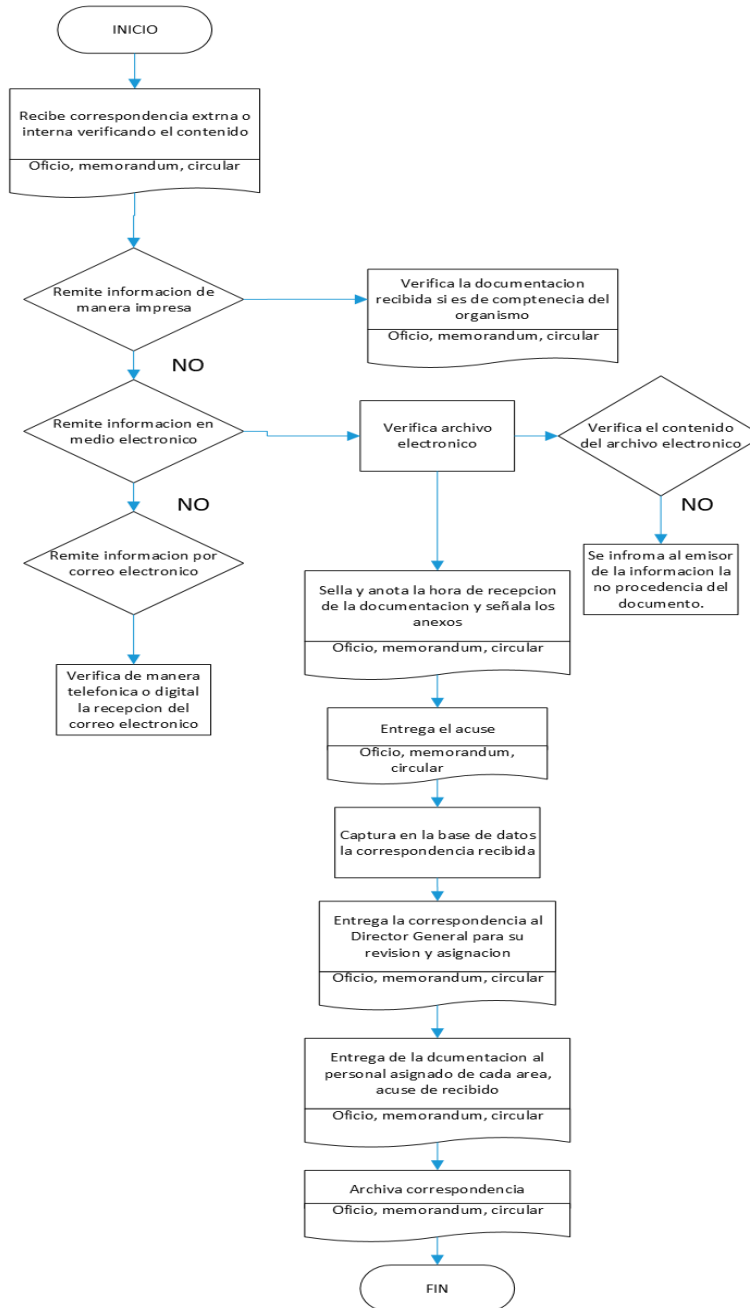 INICIO
Recibe correspondencia extrna o
interna verificando el contenido
Oficio, memorandum, circular
Remite informacion de
manera impresa
Verifica la documentacion
recibida si es de comptenecia del
organismo
Oficio, memorandum, circular
NO
Remite informacion en
medio electronico
Verifica archivo
electronico
Verifica el contenido
del archivo electronico
NO
NO
Remite informacion por
correo electronico
Se infroma al emisor
de la informacion la
no procedencia del
documento.
Sella y anota la hora de recepcion
de la documentacion y señala los
anexos
Oficio, memorandum, circular
Verifica de manera
telefonica o digital
la recepcion del
correo electronico
Entrega el acuse
Oficio, memorandum,
circular
Captura en la base de datos
la correspondencia recibida
Entrega la correspondencia al
Director General para su
revision y asignacion
Oficio, memorandum, circular
Entrega de la dcumentacion al
personal asignado de cada area,
acuse de recibido
Oficio, memorandum, circular
Archiva correspondencia
Oficio, memorandum, circular
FIN